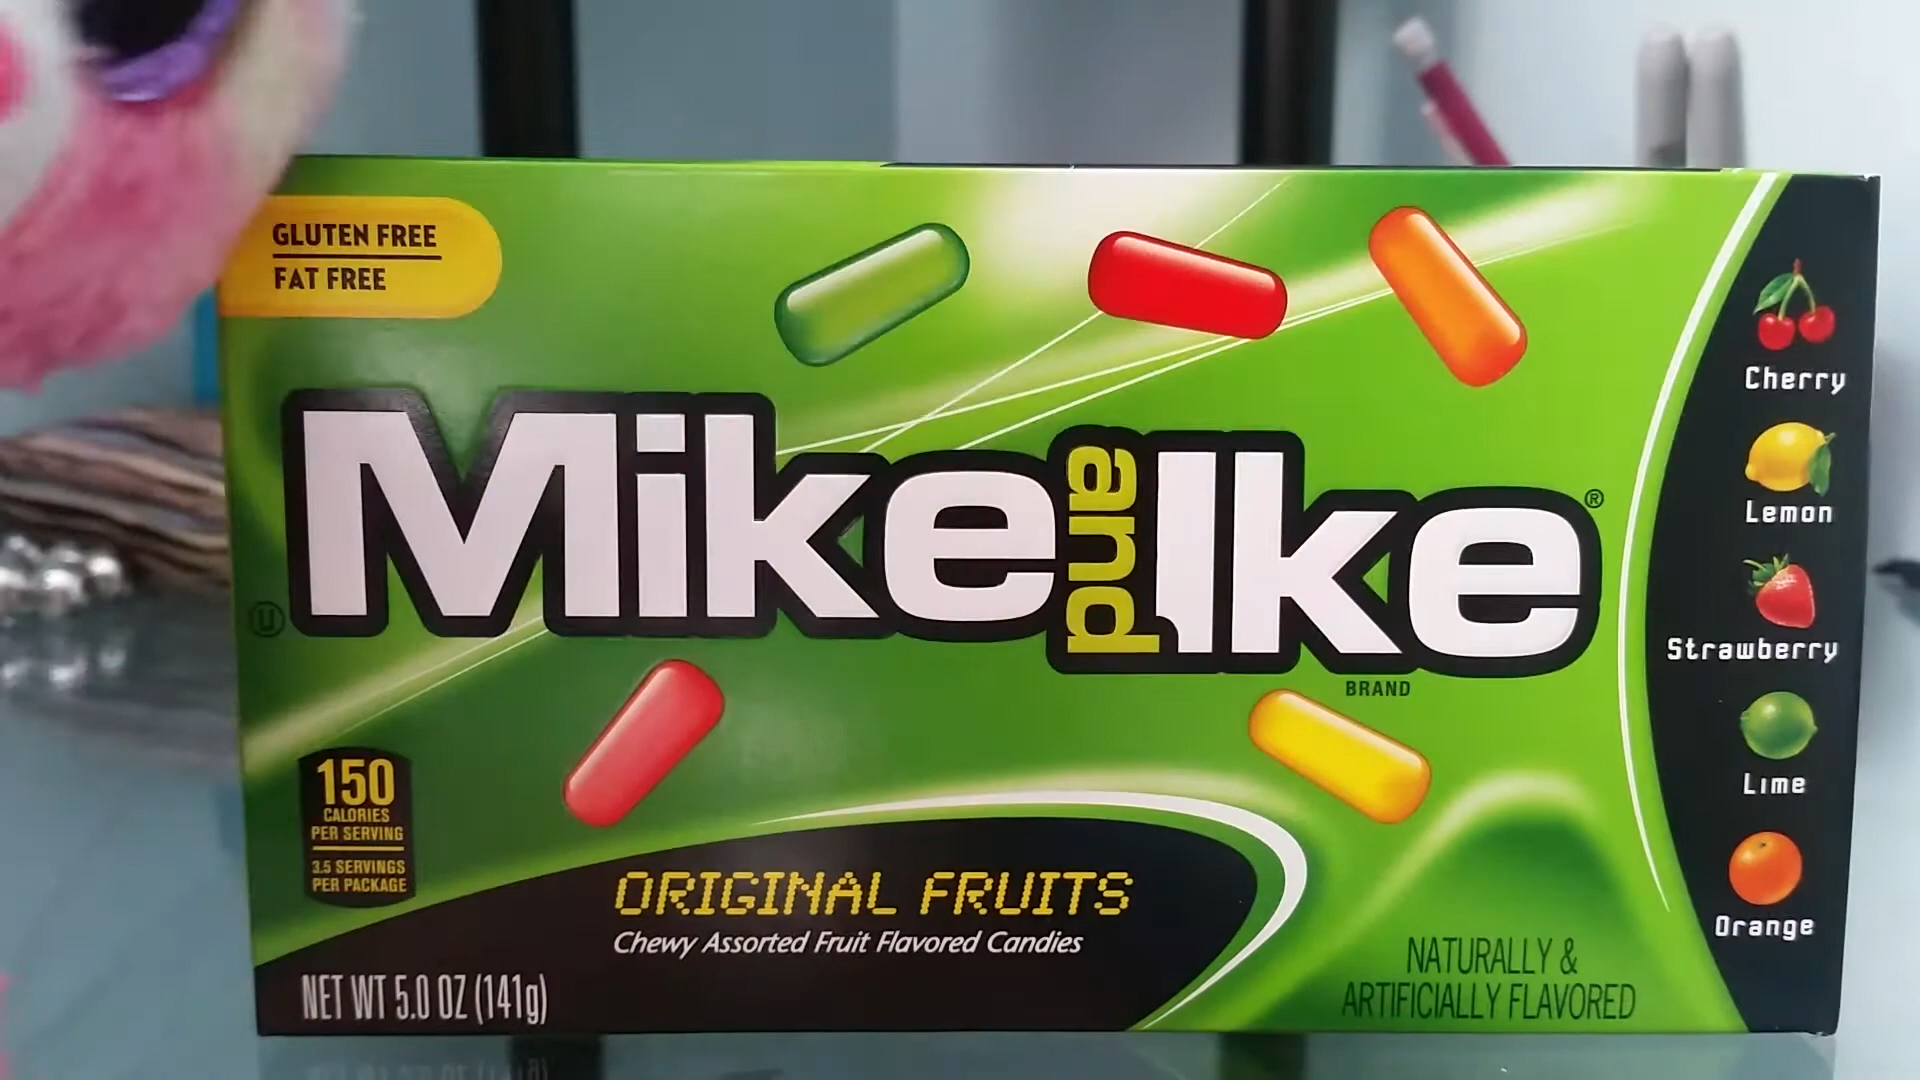 GLUTEN FREE
FAT FREE
Mike and Ike®
BRAND
U
150
CALORIES
PER SERVING
3.5 SERVINGS
PER PACKAGE
ORIGINAL FRUITS
Chewy Assorted Fruit Flavored Candies
NET WT 5.0 OZ (141g)
NATURALLY &
ARTIFICIALLY FLAVORED
Cherry
Lemon
Strawberry
Lime
Orange